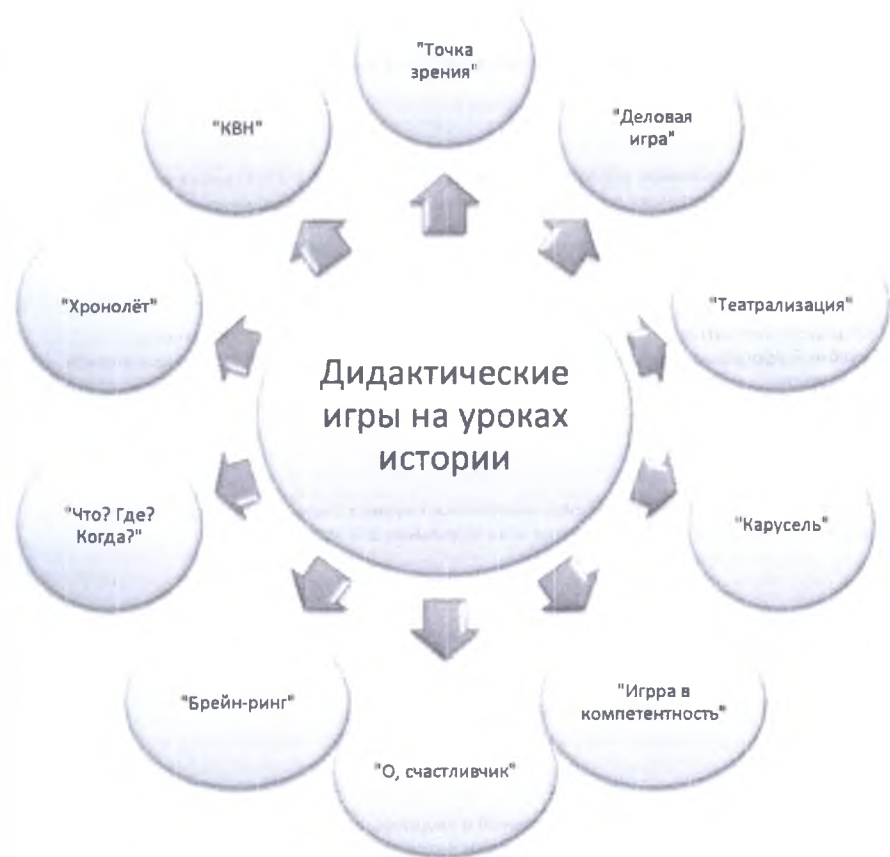 "Точка
зрения"
"КВН"
"Деловая
игра"
"Хронолёт"
"Театрализация"
Дидактические
игры на уроках
истории
"Что? Где?
Когда?"
"Карусель"
"Брейн-ринг"
"Игрра в
компетентность"
"О, счастливчик"